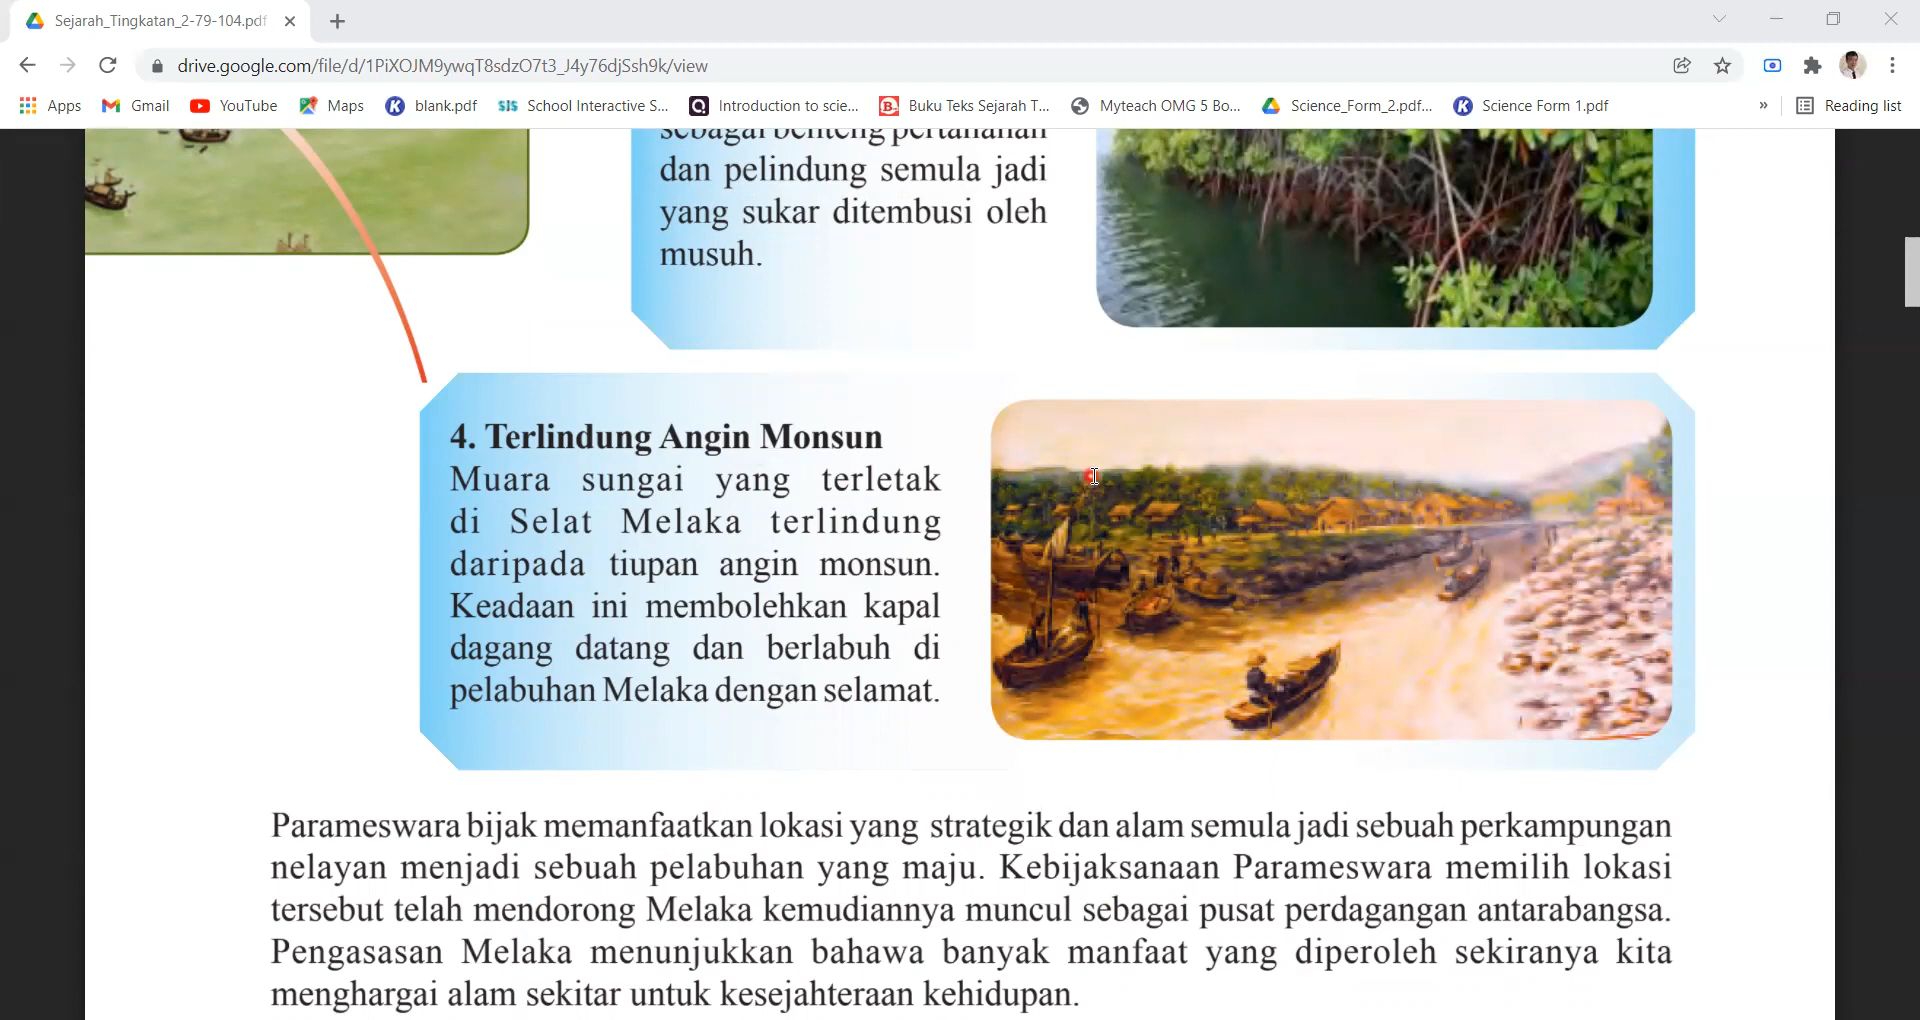 Sejarah_Tingkatan_2-79-104.pdf
drive.google.com/file/d/1PiXOJM9ywqT8sdzO7t3_J4y76djSsh9k/view
Apps Gmail YouTube Maps blank.pdf School Interactive S... Introduction to scie... Buku Teks Sejarah T... Myteach OMG 5 Bo... Science_Form_2.pdf... Science Form 1.pdf » Reading list
sebagai benteng pertahanan
dan pelindung semula jadi
yang sukar ditembusi oleh
musuh.
4. Terlindung Angin Monsun
Muara sungai yang terletak
di Selat Melaka terlindung
daripada tiupan angin monsun.
Keadaan ini membolehkan kapal
dagang datang dan berlabuh di
pelabuhan Melaka dengan selamat.
Parameswara bijak memanfaatkan lokasi yang strategik dan alam semula jadi sebuah perkampungan
nelayan menjadi sebuah pelabuhan yang maju. Kebijaksanaan Parameswara memilih lokasi
tersebut telah mendorong Melaka kemudiannya muncul sebagai pusat perdagangan antarabangsa.
Pengasasan Melaka menunjukkan bahawa banyak manfaat yang diperoleh sekiranya kita
menghargai alam sekitar untuk kesejahteraan kehidupan.